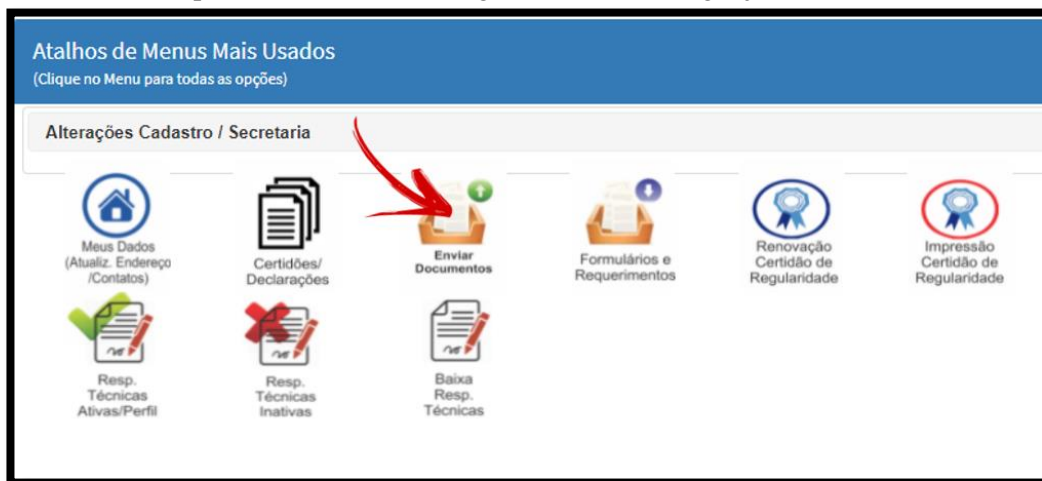 Atalhos de Menus Mais Usados
(Clique no Menu para todas as opções)
Alterações Cadastro / Secretaria
Meus Dados
(Atualiz. Endereço
/Contatos)
Certidões/
Declarações
Enviar
Documentos
Formulários e
Requerimentos
Renovação
Certidão de
Regularidade
Impressão
Certidão de
Regularidade
Resp.
Técnicas
Ativas/Perfil
Resp.
Técnicas
Inativas
Baixa
Resp.
Técnicas